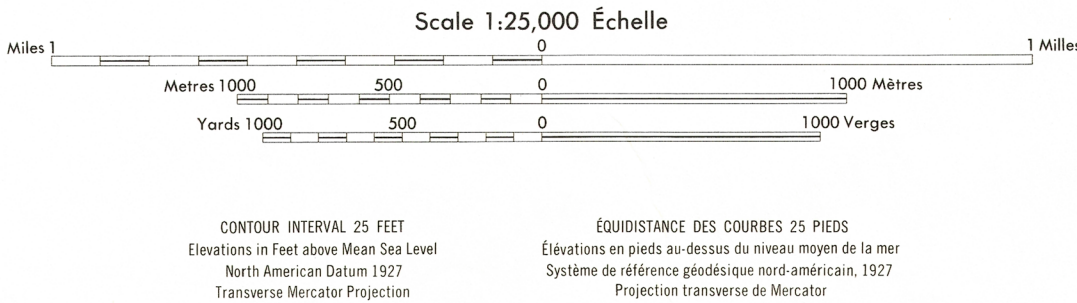 Scale 1:25,000 Échelle
Miles 1 0 1 Milles
Metres 1000 500 0 1000 Mètres
Yards 1000 500 0 1000 Verges
CONTOUR INTERVAL 25 FEET
Elevations in Feet above Mean Sea Level
North American Datum 1927
Transverse Mercator Projection
ÉQUIDISTANCE DES COURBES 25 PIEDS
Élévations en pieds au-dessus du niveau moyen de la mer
Système de référence géodésique nord-américain, 1927
Projection transverse de Mercator